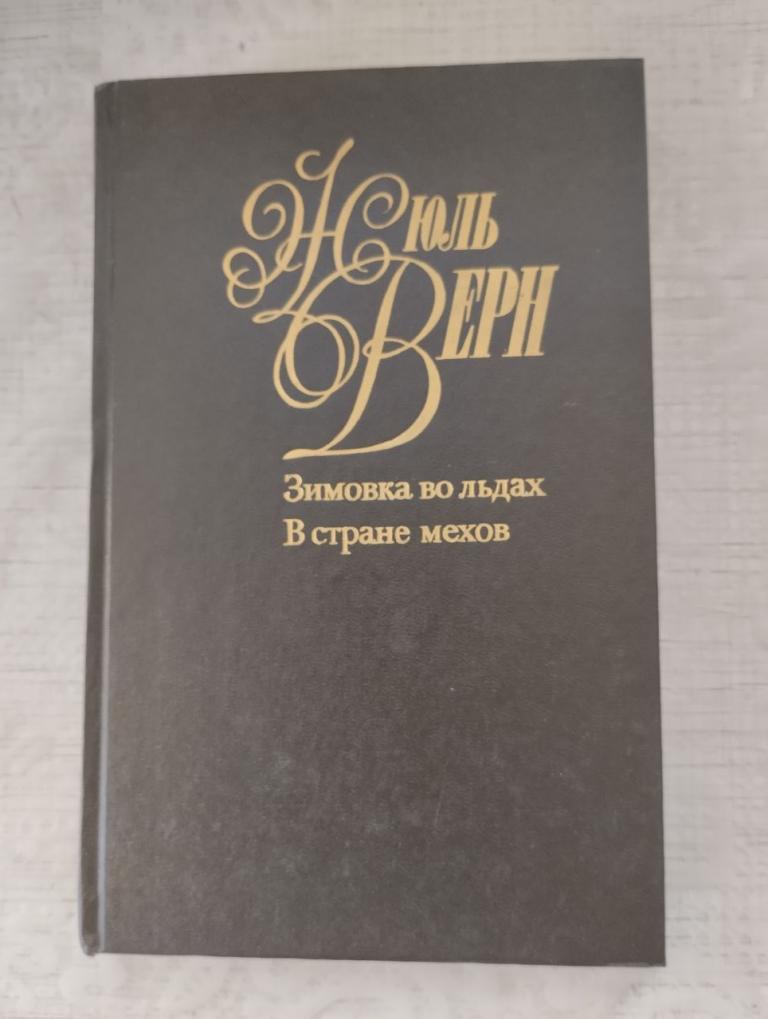 Жюль
Верн
Зимовка во льдах
В стране мехов